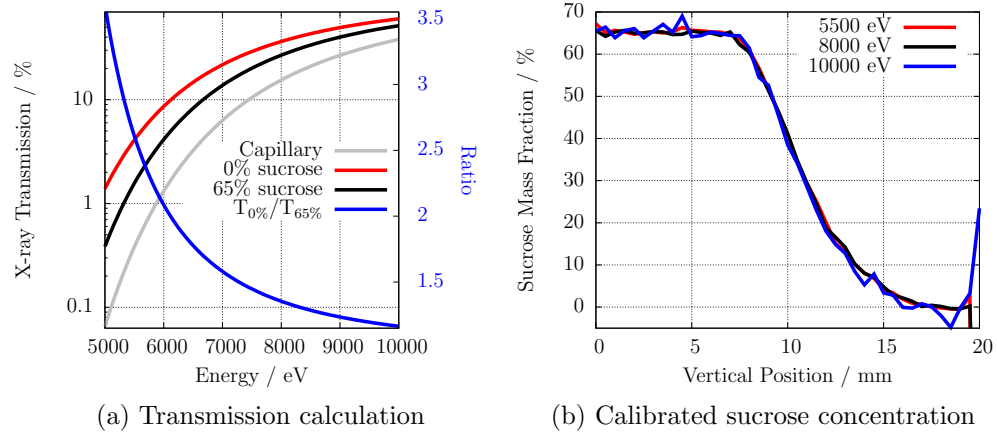 X-ray Transmission / %
10
1
0.1
5000 6000 7000 8000 9000 10000
Energy / eV
Capillary
0% sucrose
65% sucrose
T0%/T65%
3.5
3
2.5
2
1.5
Ratio
(a) Transmission calculation
Sucrose Mass Fraction / %
70
60
50
40
30
20
10
0
0 5 10 15 20
Vertical Position / mm
5500 eV
8000 eV
10000 eV
(b) Calibrated sucrose concentration